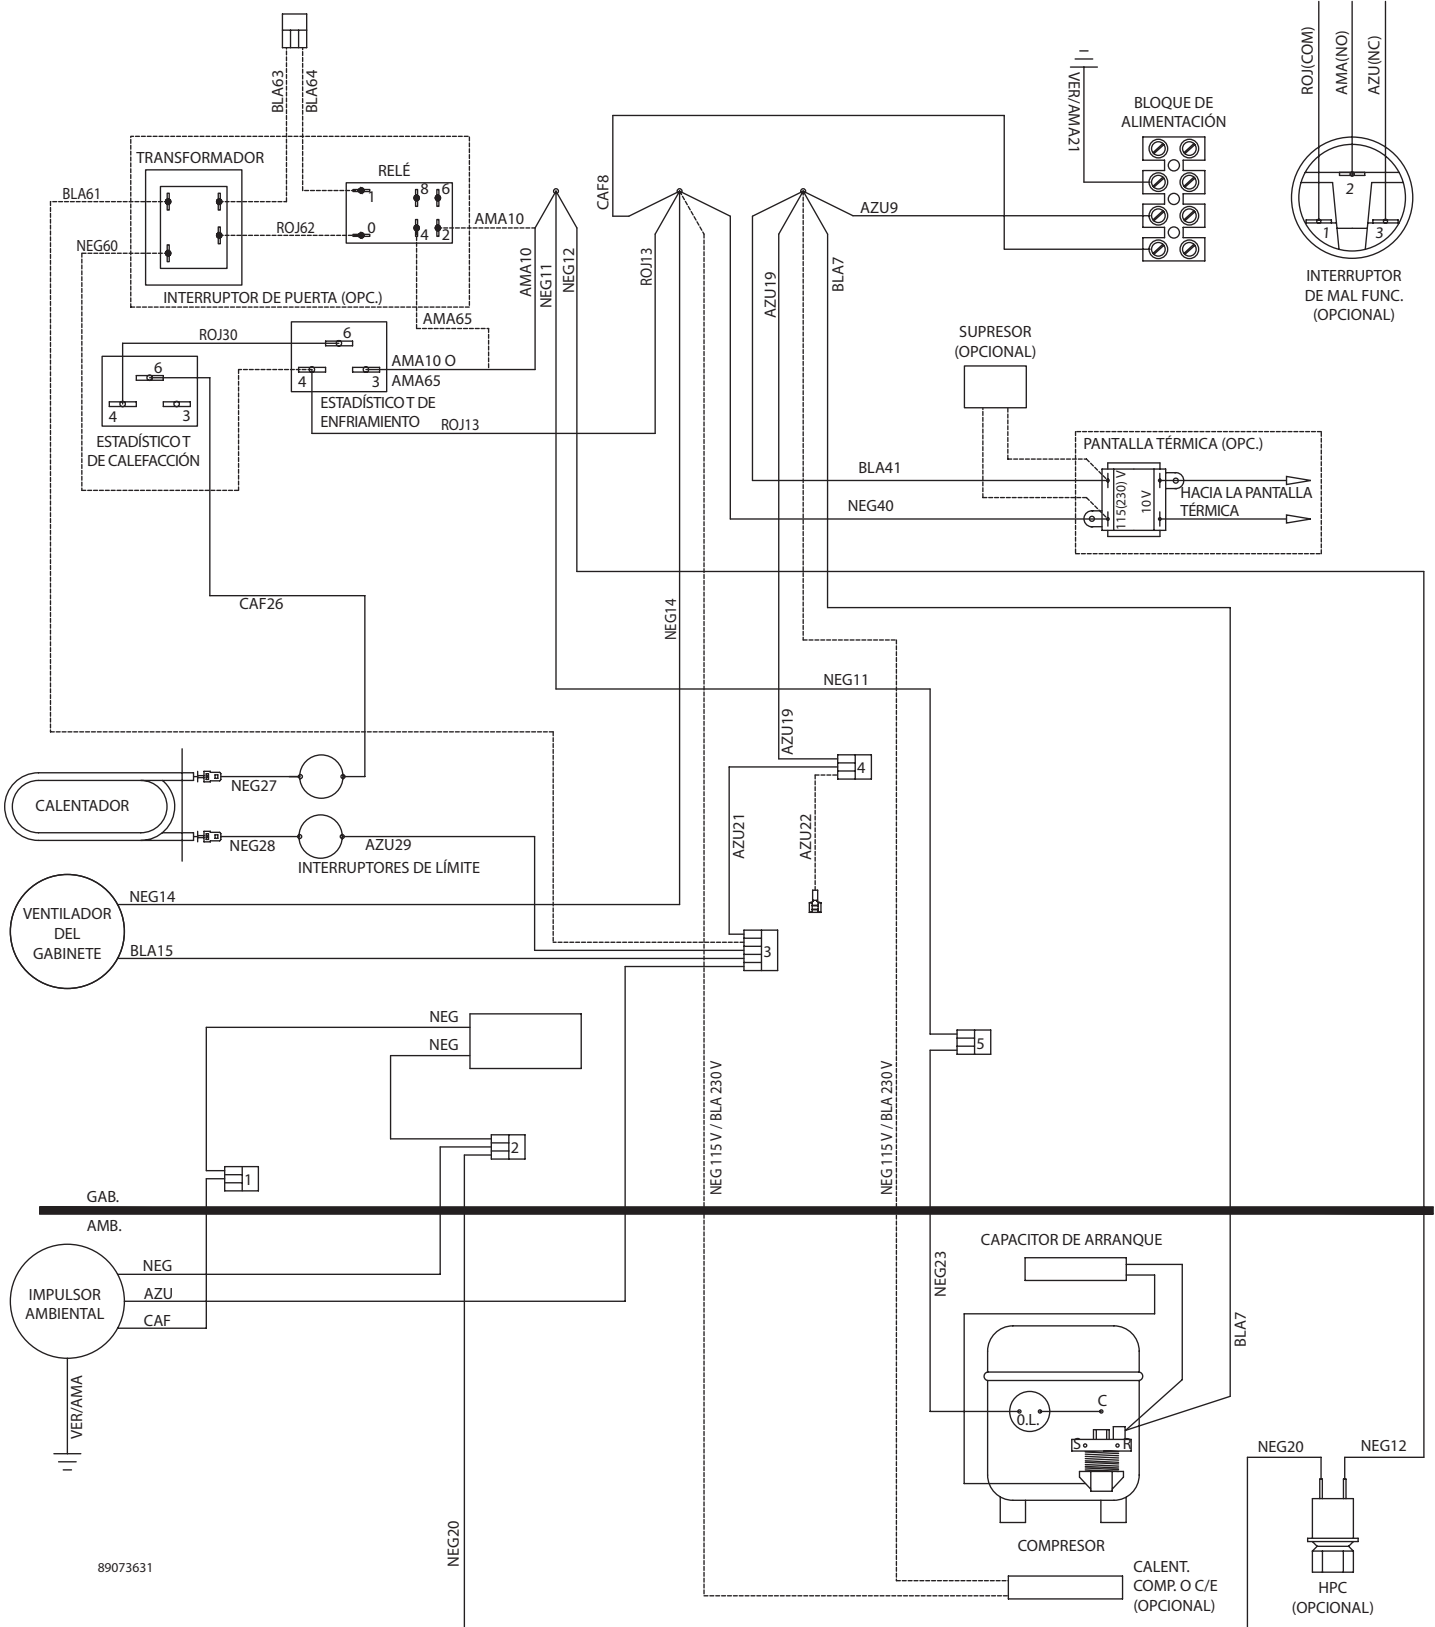 BLA63
BLA64
TRANSFORMADOR
RELÉ
BLA61
NEG60
ROJ62
1
0
8
6
4
2
AMA10
INTERRUPTOR DE PUERTA (OPC.)
AMA65
ROJ30
6
4
3
AMA10 O
AMA65
ESTADÍSTICO T DE
ENFRIAMIENTO
ROJ13
6
4
3
ESTADÍSTICO T
DE CALEFACCIÓN
CAF26
AMA10
NEG11
NEG12
CAF8
ROJ13
AZU19
BLA7
AZU9
VER/AMA21
BLOQUE DE
ALIMENTACIÓN
ROJ(COM)
AMA(NO)
AZU(NC)
2
1
3
INTERRUPTOR
DE MAL FUNC.
(OPCIONAL)
SUPRESOR
(OPCIONAL)
PANTALLA TÉRMICA (OPC.)
115(230) V
10 V
HACIA LA PANTALLA
TÉRMICA
BLA41
NEG40
NEG14
NEG11
AZU19
4
AZU21
AZU22
CALENTADOR
NEG27
NEG28
AZU29
INTERRUPTORES DE LÍMITE
VENTILADOR
DEL
GABINETE
NEG14
BLA15
3
NEG
NEG
5
2
1
NEG 115 V / BLA 230 V
NEG 115 V / BLA 230 V
GAB.
AMB.
IMPULSOR
AMBIENTAL
NEG
AZU
CAF
VER/AMA
NEG23
CAPACITOR DE ARRANQUE
BLA7
O.L.
C
S
R
COMPRESOR
NEG20
NEG20
NEG12
HPC
(OPCIONAL)
CALENT.
COMP. O C/E
(OPCIONAL)
89073631